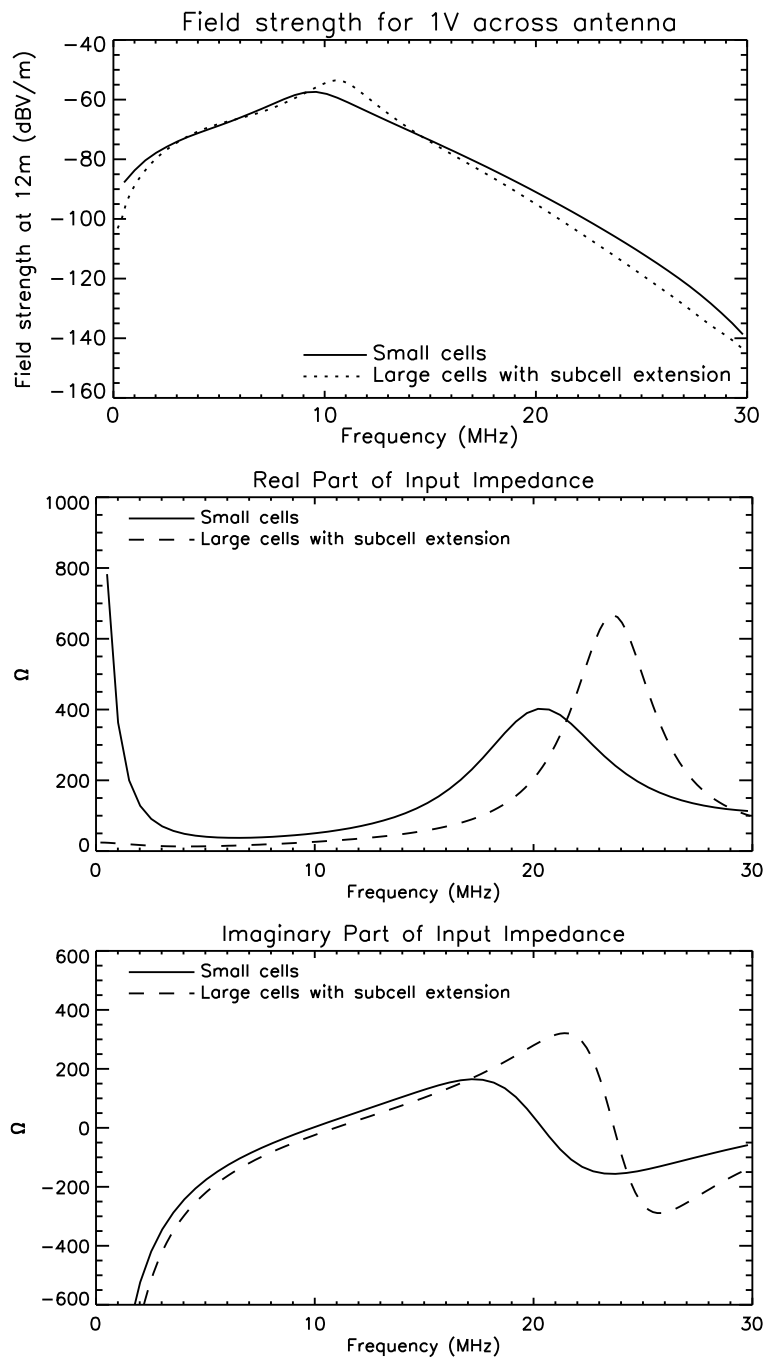 Field strength for 1V across antenna
Field strength at 12m (dBV/m)
-40
-60
-80
-100
-120
-140
-160
Small cells
Large cells with subcell extension
0 10 20 30
Frequency (MHz)
Real Part of Input Impedance
Ω
1000
800
600
400
200
0
Small cells
Large cells with subcell extension
0 10 20 30
Frequency (MHz)
Imaginary Part of Input Impedance
Ω
600
400
200
0
-200
-400
-600
Small cells
Large cells with subcell extension
0 10 20 30
Frequency (MHz)